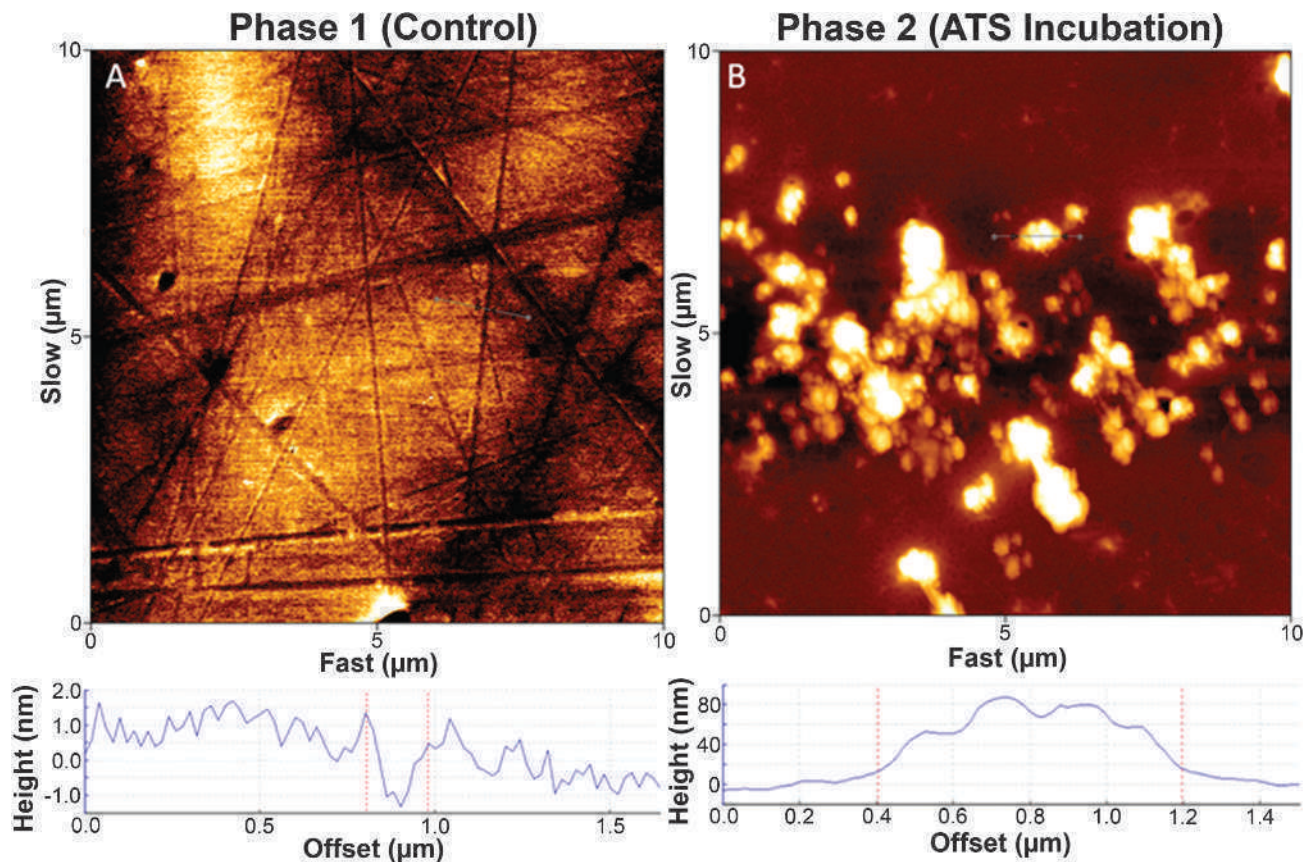 Phase 1 (Control)
Phase 2 (ATS Incubation)
A
10
5
0
Slow (µm)
0
5
10
Fast (µm)
B
10
5
0
Slow (µm)
0
5
10
Fast (µm)
2.0
1.0
0.0
-1.0
Height (nm)
0.0
0.5
1.0
1.5
Offset (µm)
80
40
0
Height (nm)
0.0
0.2
0.4
0.6
0.8
1.0
1.2
1.4
Offset (µm)